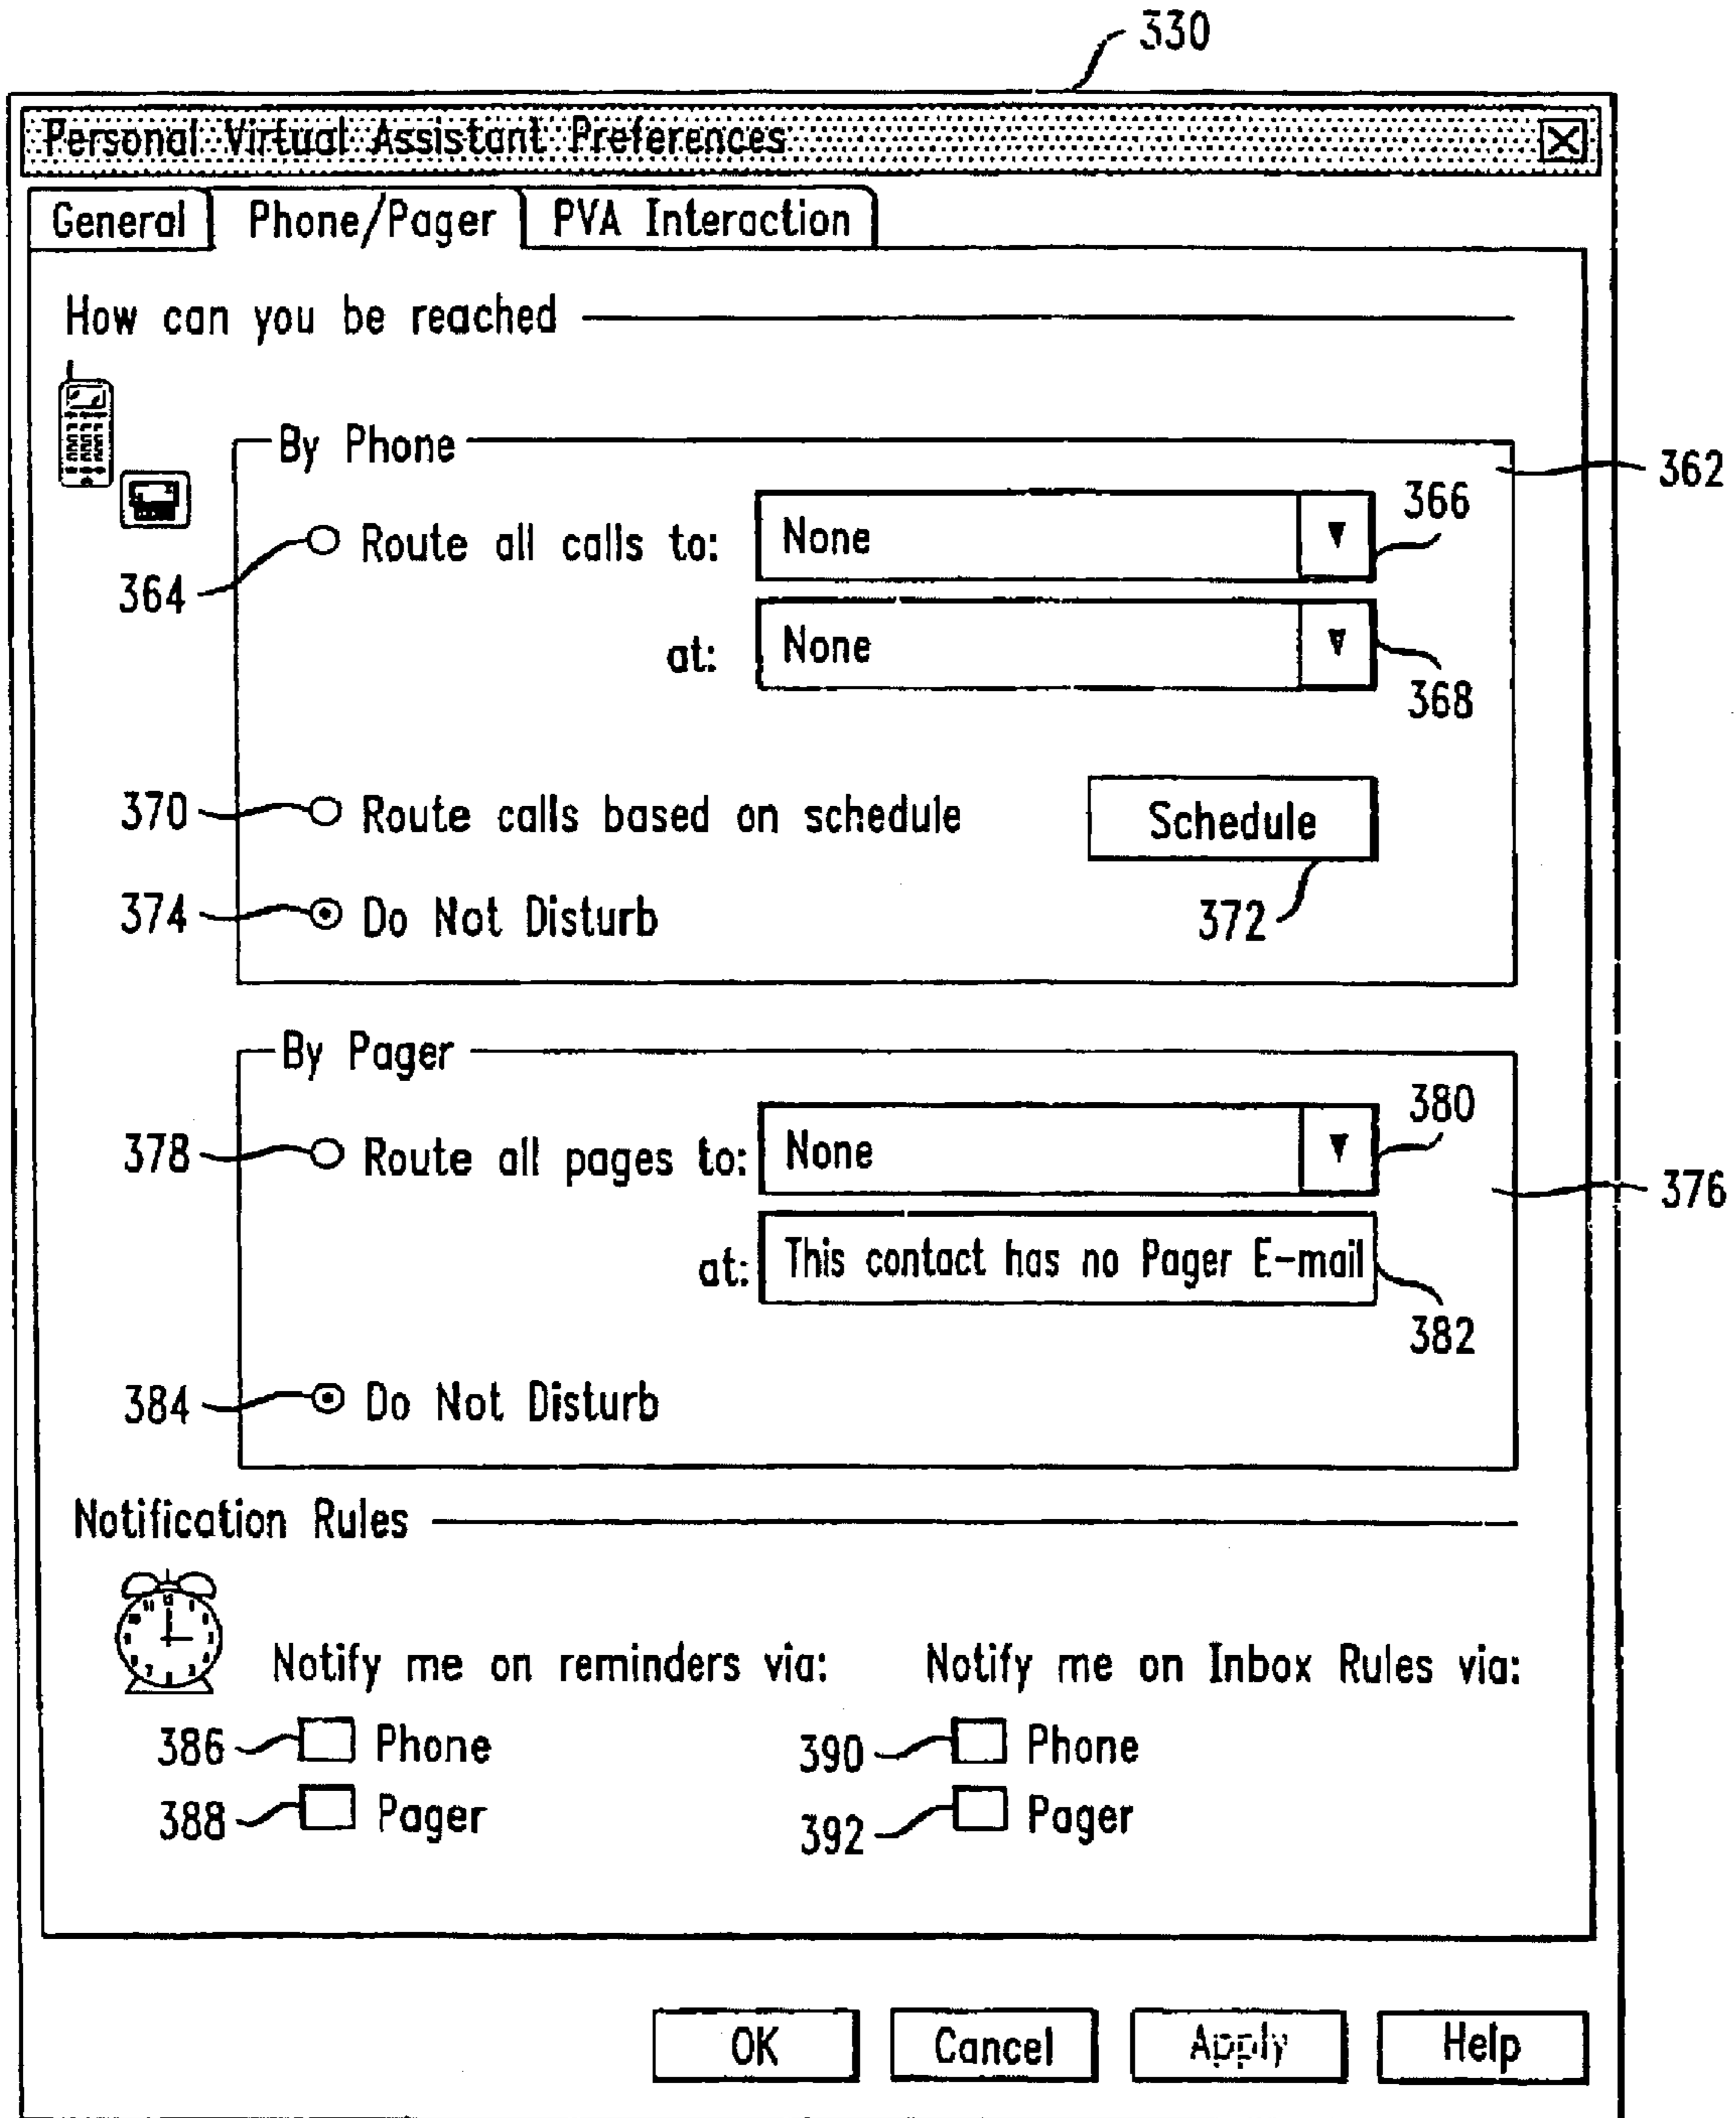 330
Personal Virtual Assistant Preferences
General Phone/Pager PVA Interaction
How can you be reached
By Phone
362
364 Route all calls to: None 366
at: None 368
370 Route calls based on schedule Schedule
372
374 Do Not Disturb
By Pager
378 Route all pages to: None 380
376
at: This contact has no Pager E-mail
382
384 Do Not Disturb
Notification Rules
Notify me on reminders via: Notify me on Inbox Rules via:
386 Phone 390 Phone
388 Pager 392 Pager
OK Cancel Apply Help